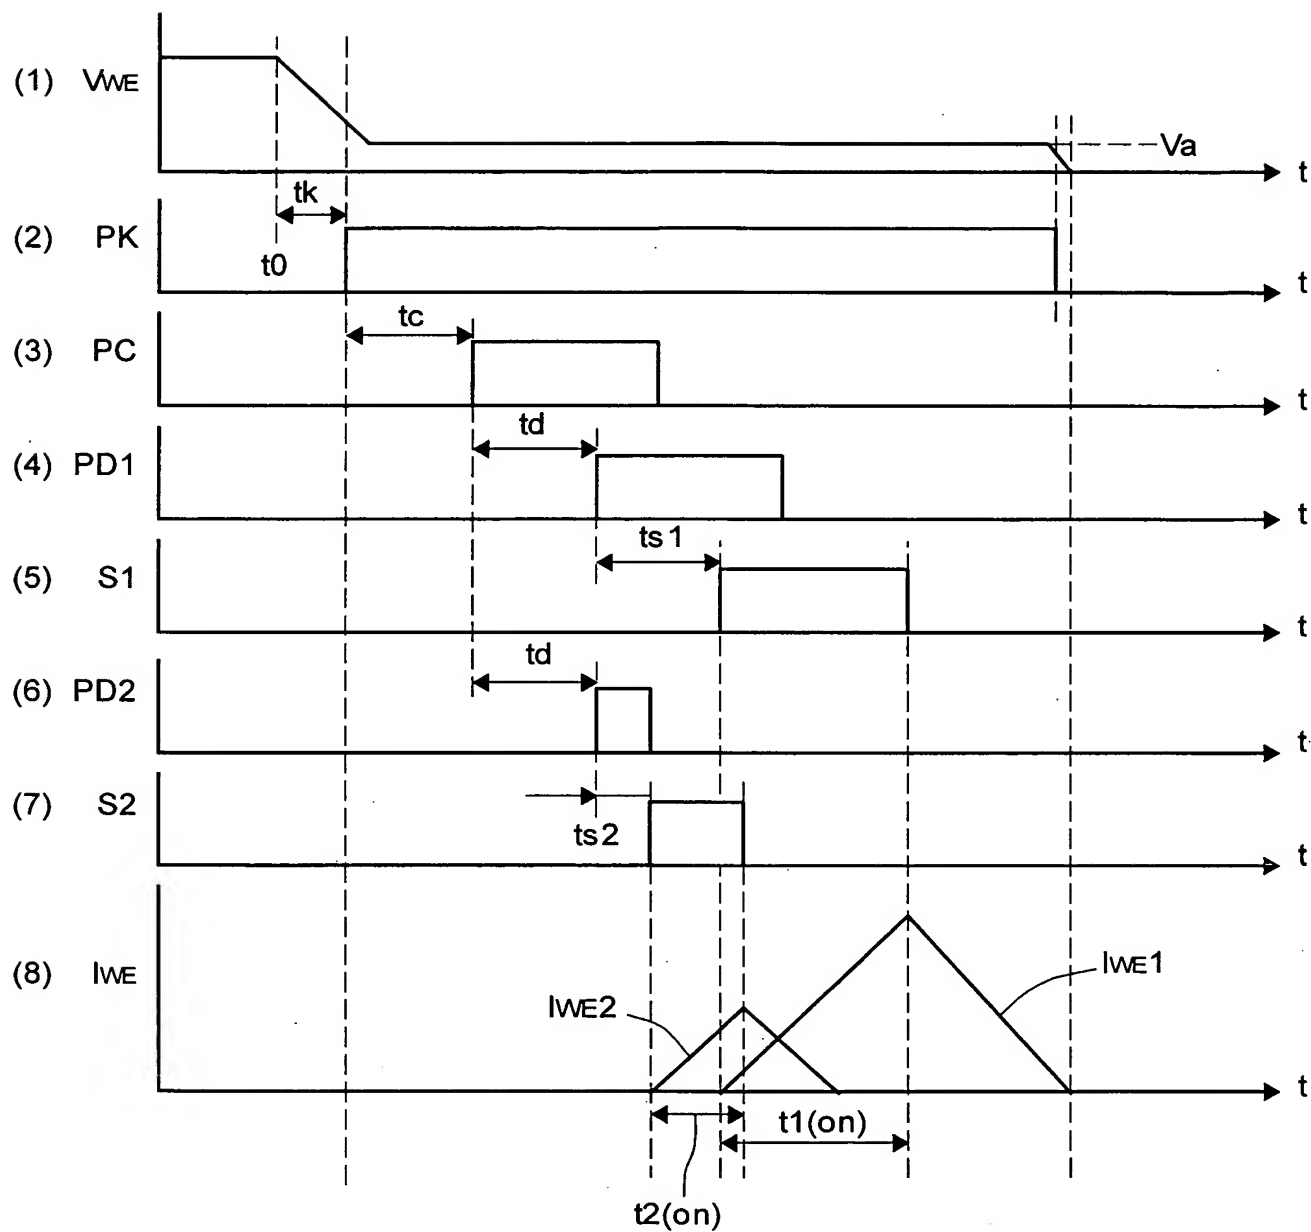 (1) VWE
Va
t
tk
(2) PK
t0
t
tc
(3) PC
t
td
(4) PD1
t
ts1
(5) S1
t
td
(6) PD2
t
(7) S2
ts2
t
(8) IWE
IWE2
IWE1
t
t1(on)
t2(on)